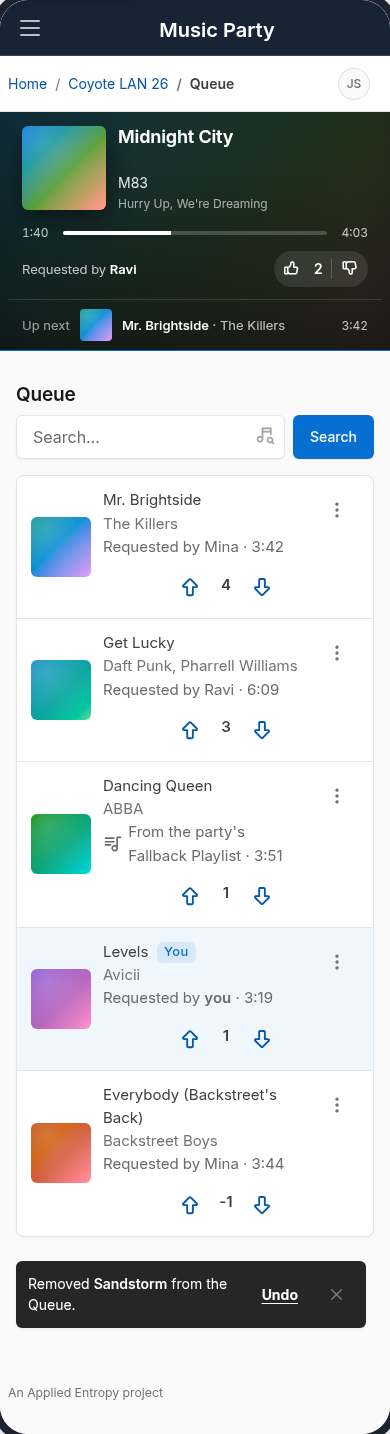 Music Party
Home / Coyote LAN 26 / Queue
JS
Midnight City
M83
Hurry Up, We're Dreaming
1:40
4:03
Requested by Ravi
2
Up next
Mr. Brightside · The Killers
3:42
Queue
Search...
Search
Mr. Brightside
The Killers
Requested by Mina · 3:42
4
Get Lucky
Daft Punk, Pharrell Williams
Requested by Ravi · 6:09
3
Dancing Queen
ABBA
From the party's
Fallback Playlist · 3:51
1
Levels You
Avicii
Requested by you · 3:19
1
Everybody (Backstreet's
Back)
Backstreet Boys
Requested by Mina · 3:44
-1
Removed Sandstorm from the
Queue.
Undo
An Applied Entropy project